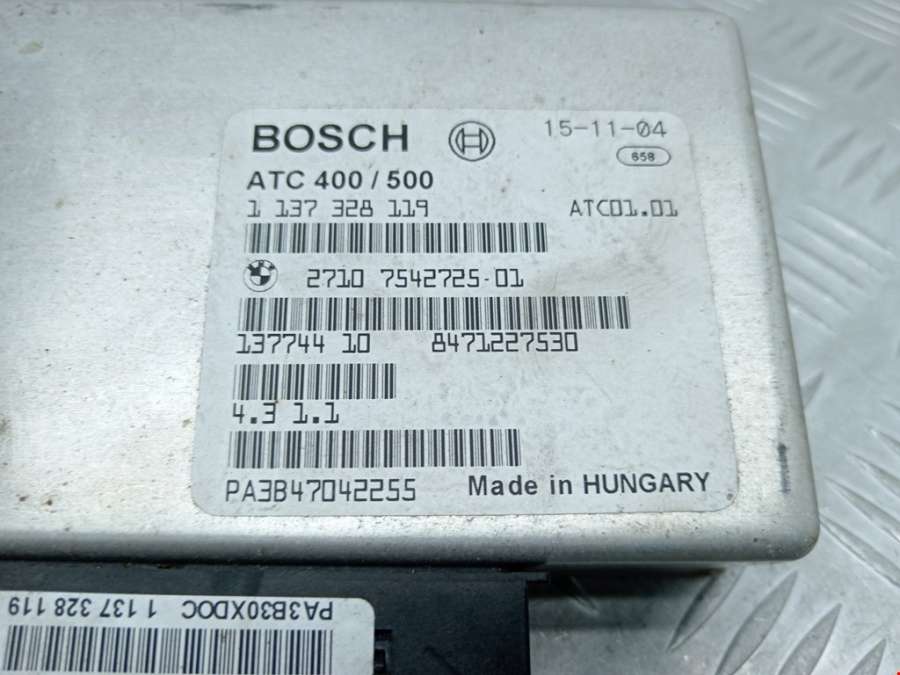 BOSCH
15-11-04
658
ATC 400 / 500
1 137 328 119
ATC01.01
BMW
2710 7542725-01
137744 10 8471227530
4.3 1.1
PA3B47042255
Made in HUNGARY
PA3B30XDOC 1 137 328 119